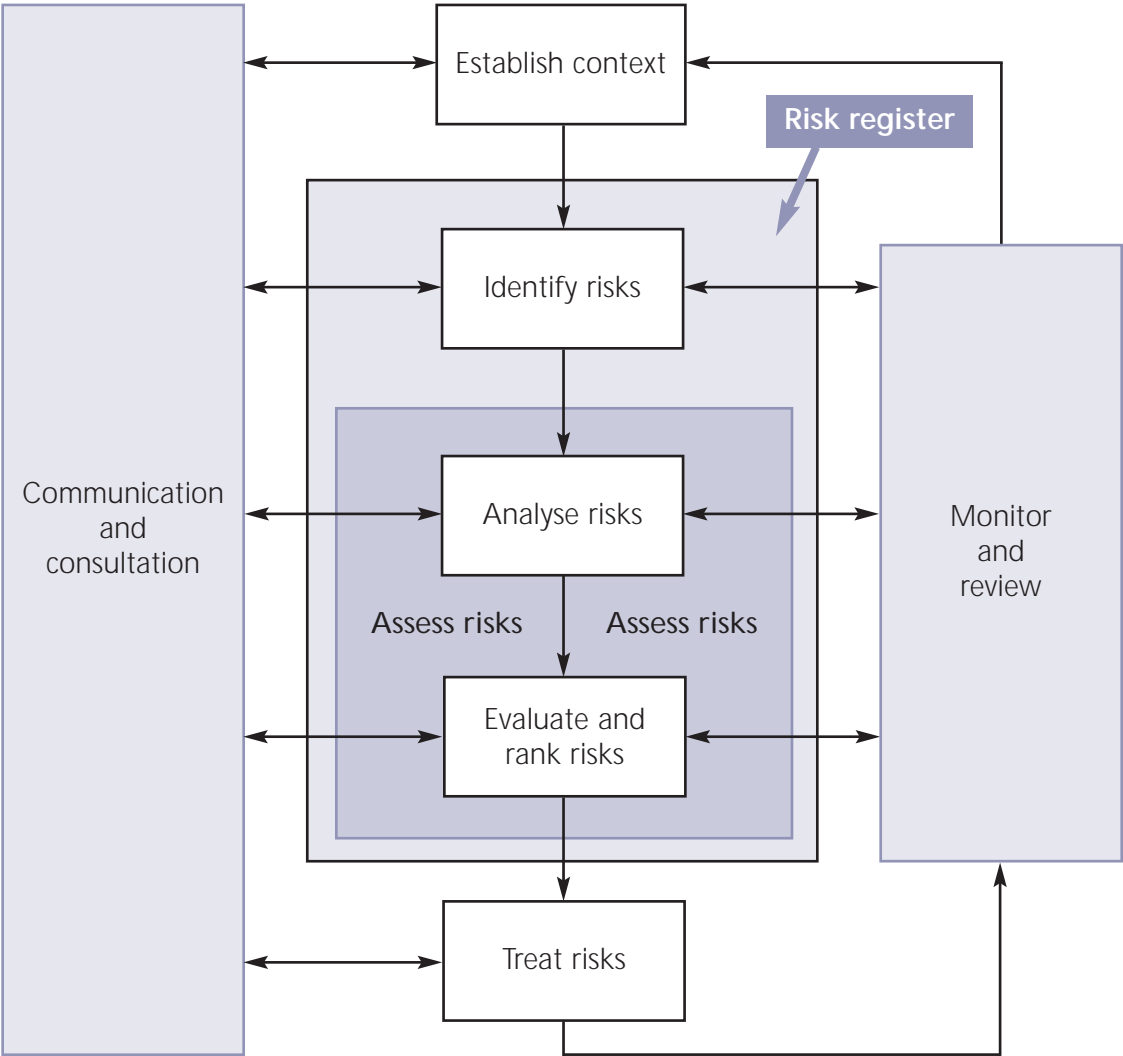 Establish context
Risk register
Identify risks
Communication
and
consultation
Analyse risks
Monitor
and
review
Assess risks
Assess risks
Evaluate and
rank risks
Treat risks